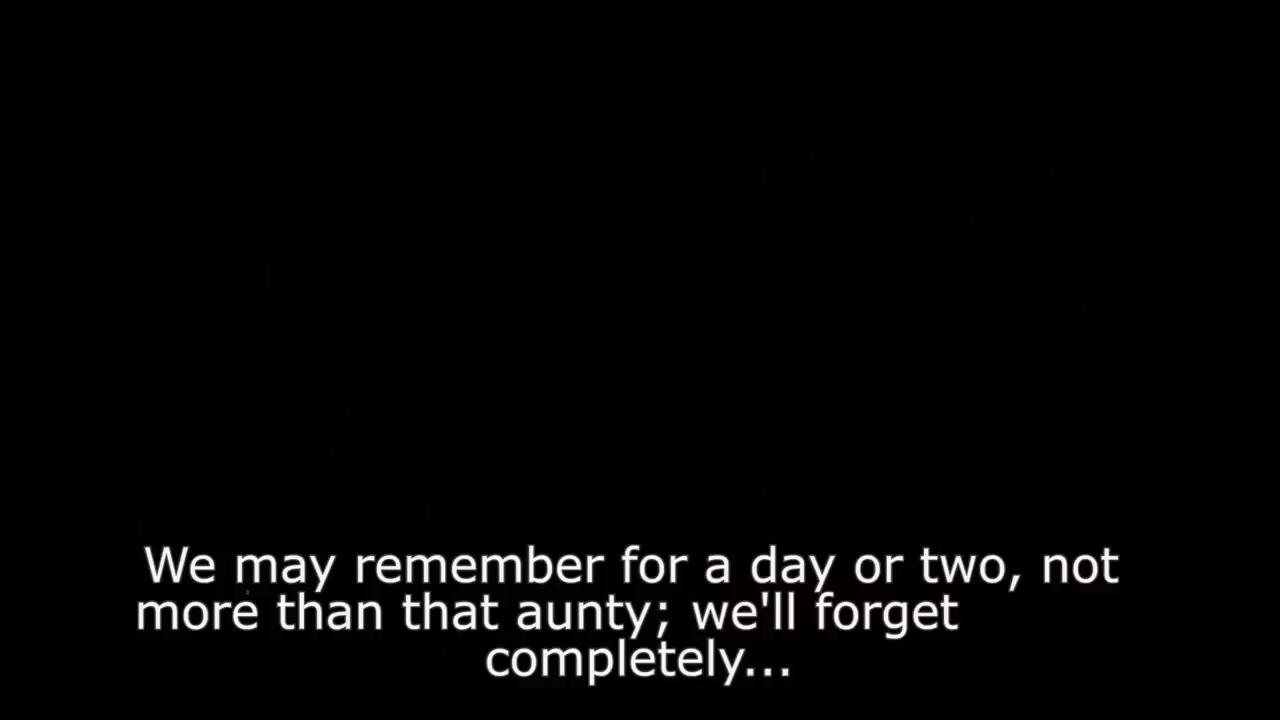 We may remember for a day or two, not
more than that aunty; we'll forget
completely...